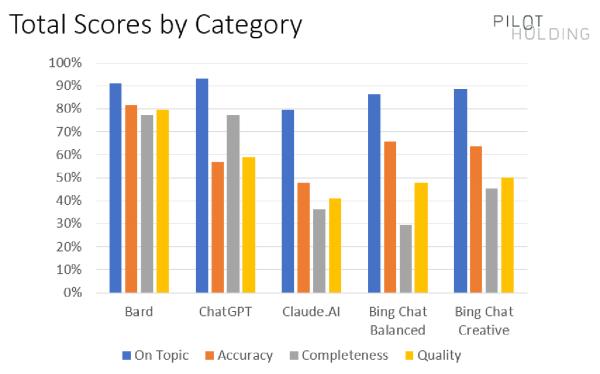 Total Scores by Category
PILOT
HOLDING
100%
90%
80%
70%
60%
50%
40%
30%
20%
10%
0%
Bard
ChatGPT
Claude.AI
Bing Chat
Balanced
Bing Chat
Creative
On Topic
Accuracy
Completeness
Quality